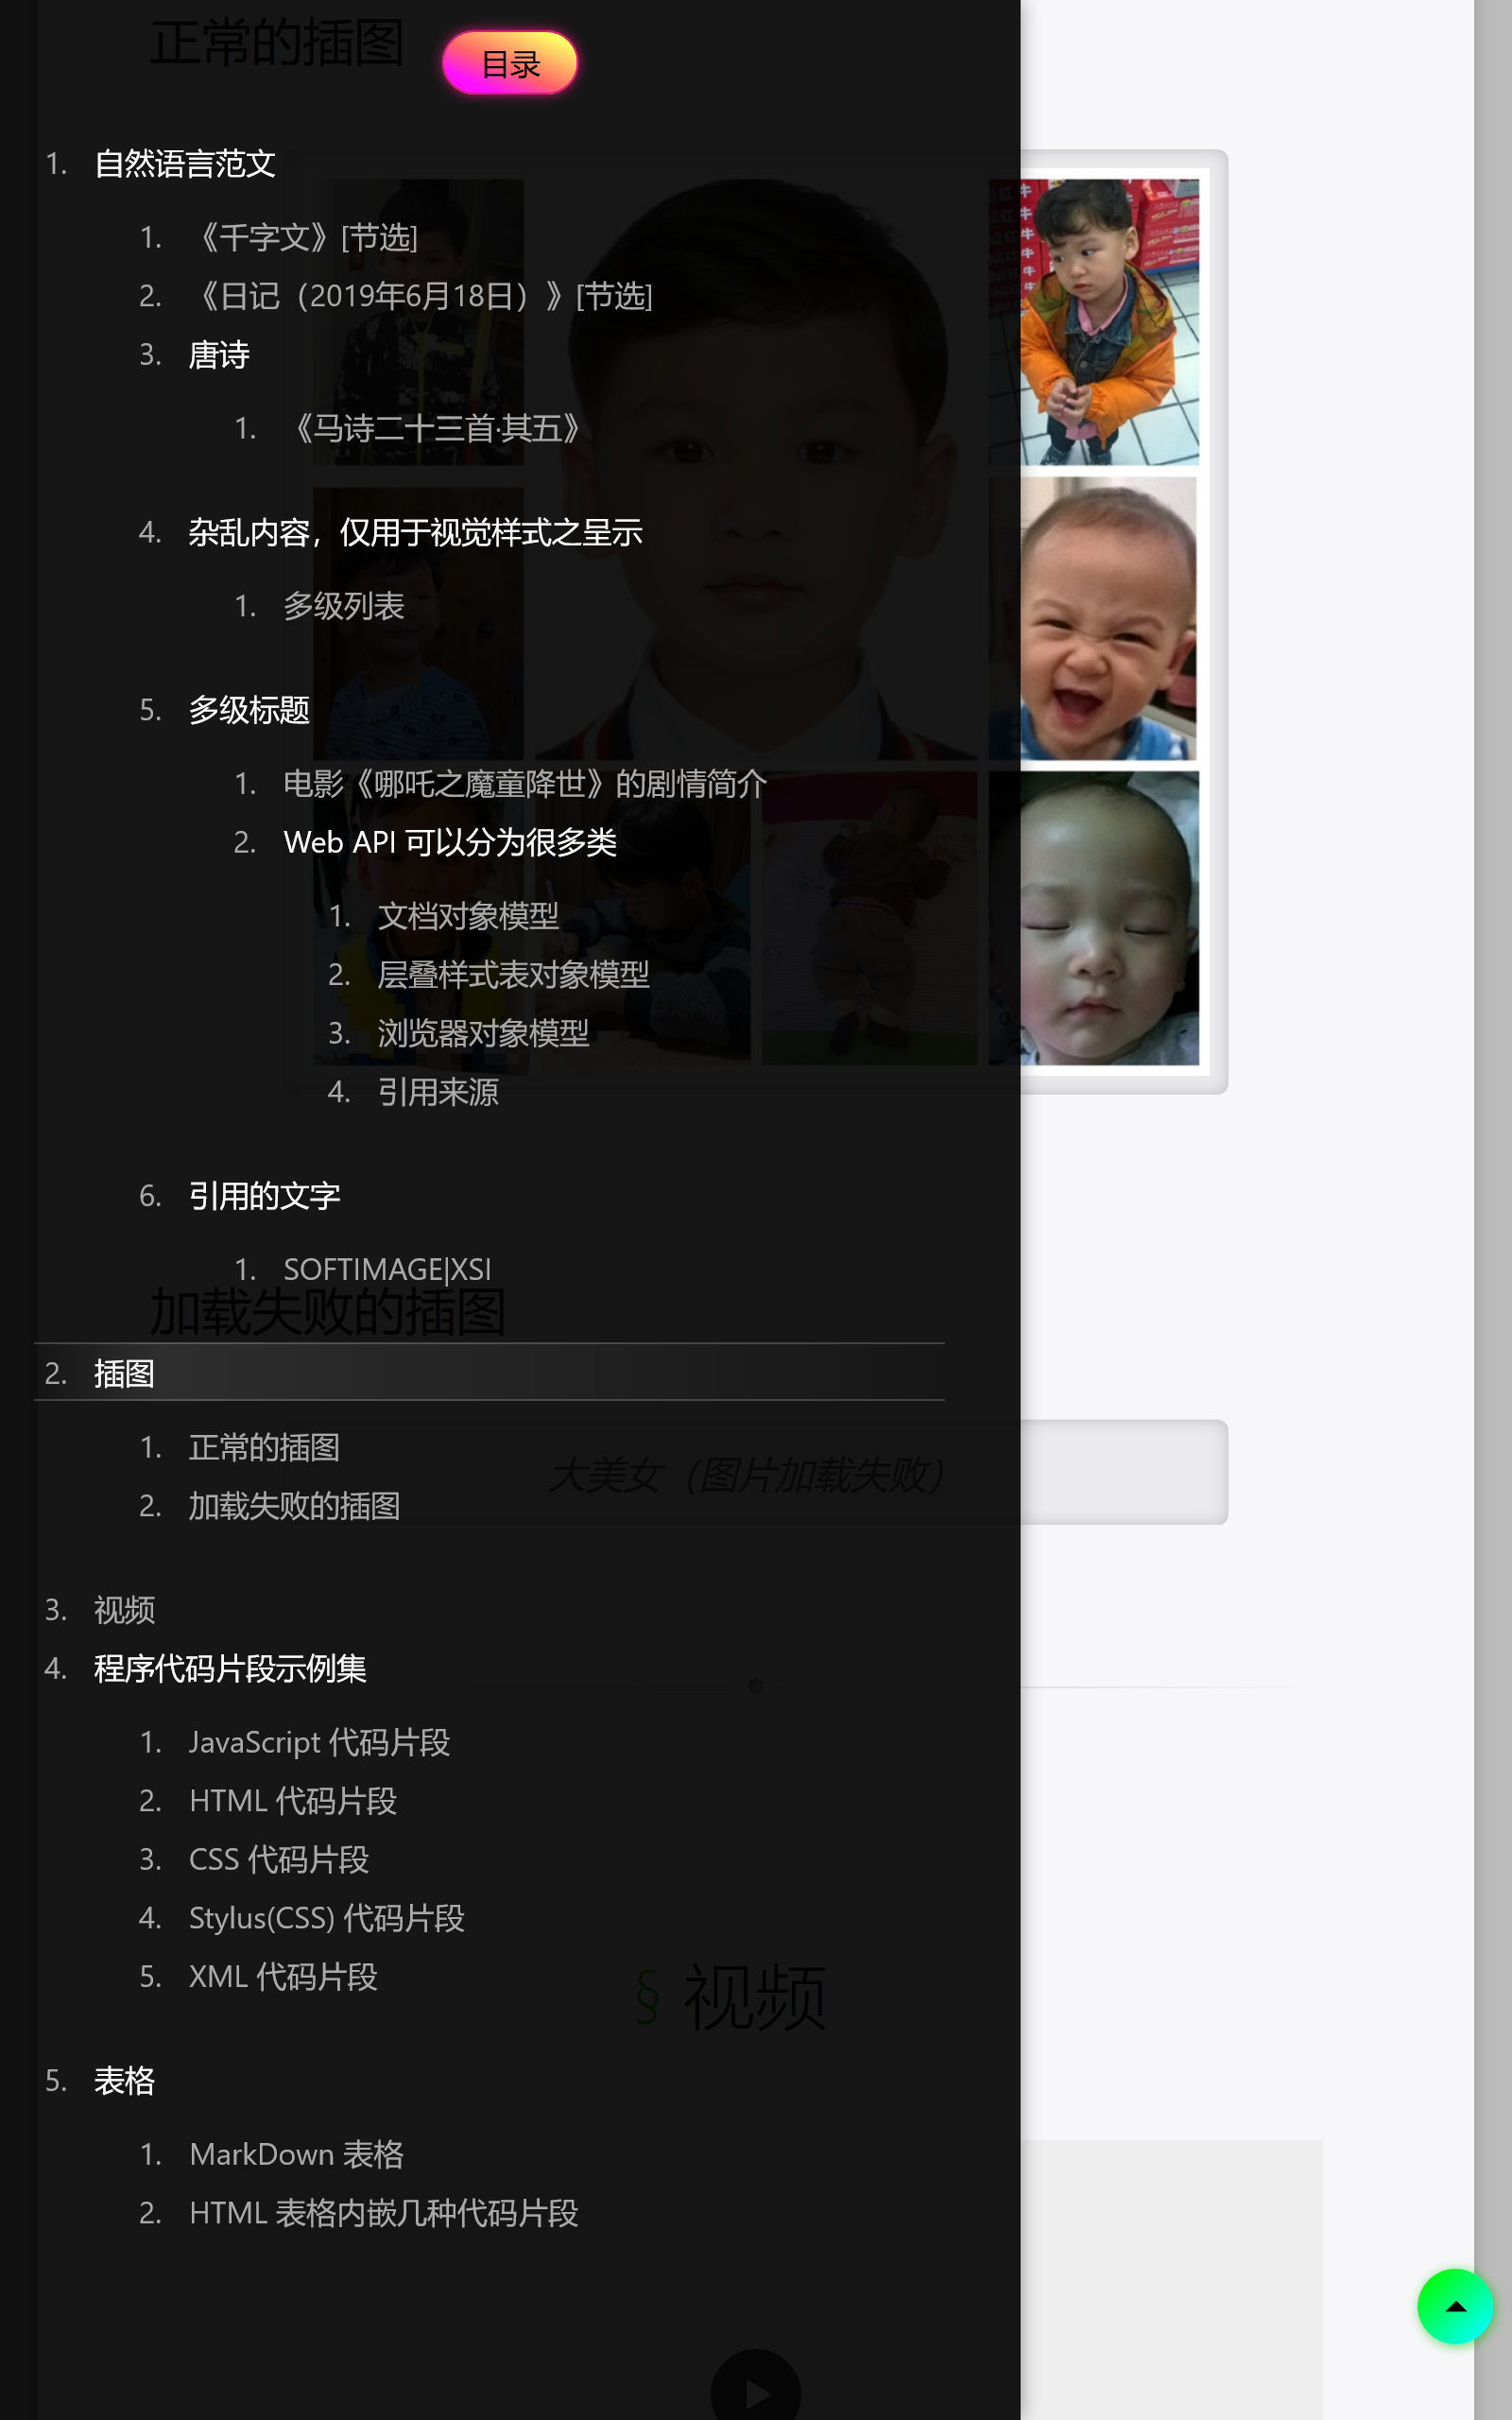 正常的插图
目录
1. 自然语言范文
1. 《千字文》[节选]
2. 《日记（2019年6月18日）》[节选]
3. 唐诗
1. 《马诗二十三首·其五》
4. 杂乱内容，仅用于视觉样式之呈示
1. 多级列表
5. 多级标题
1. 电影《哪吒之魔童降世》的剧情简介
2. Web API 可以分为很多类
1. 文档对象模型
2. 层叠样式表对象模型
3. 浏览器对象模型
4. 引用来源
6. 引用的文字
1. SOFTIMAGE|XSI
加载失败的插图
2. 插图
1. 正常的插图
大美女（图片加载失败）
2. 加载失败的插图
3. 视频
4. 程序代码片段示例集
1. JavaScript 代码片段
2. HTML 代码片段
3. CSS 代码片段
4. Stylus(CSS) 代码片段
5. XML 代码片段
§ 视频
5. 表格
1. MarkDown 表格
2. HTML 表格内嵌几种代码片段